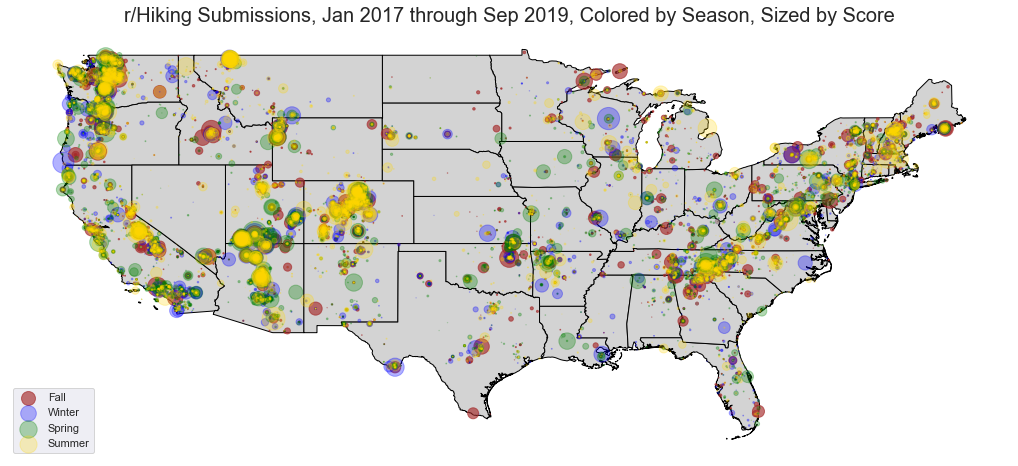 r/Hiking Submissions, Jan 2017 through Sep 2019, Colored by Season, Sized by Score
Fall
Winter
Spring
Summer